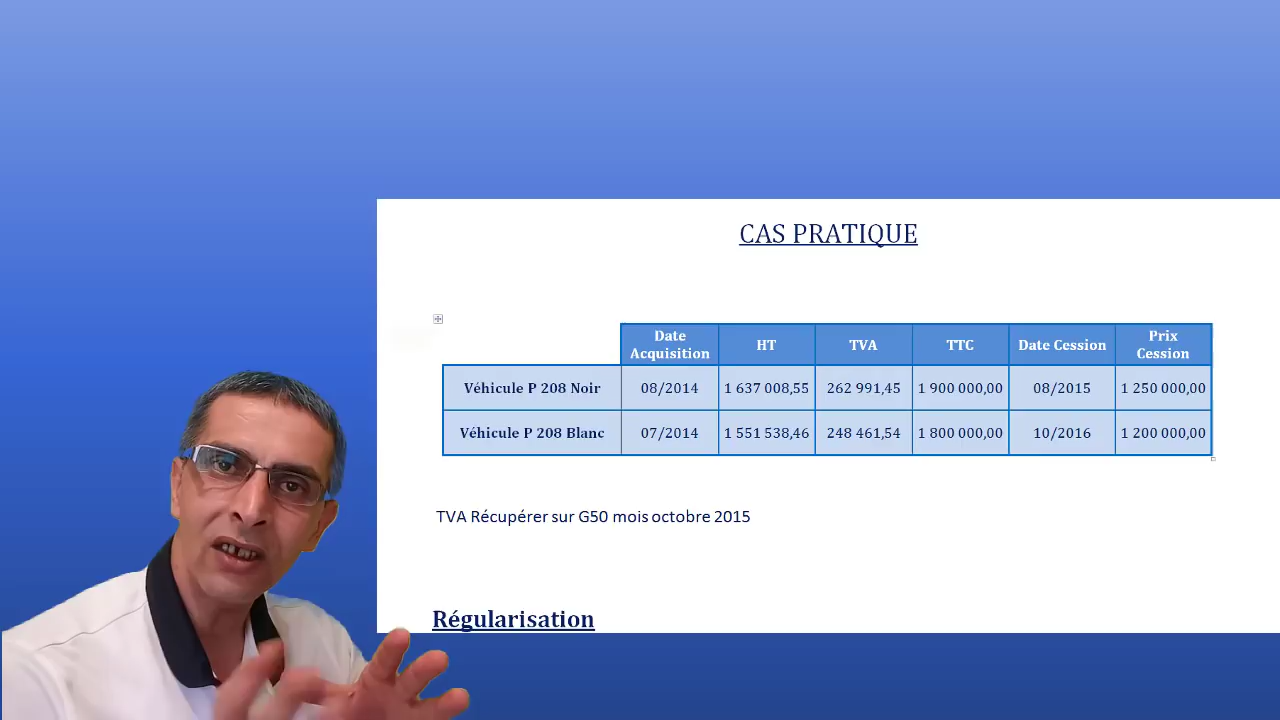 CAS PRATIQUE
Date Acquisition HT TVA TTC Date Cession Prix Cession
Véhicule P 208 Noir 08/2014 1 637 008,55 262 991,45 1 900 000,00 08/2015 1 250 000,00
Véhicule P 208 Blanc 07/2014 1 551 538,46 248 461,54 1 800 000,00 10/2016 1 200 000,00
TVA Récupérer sur G50 mois octobre 2015
Régularisation